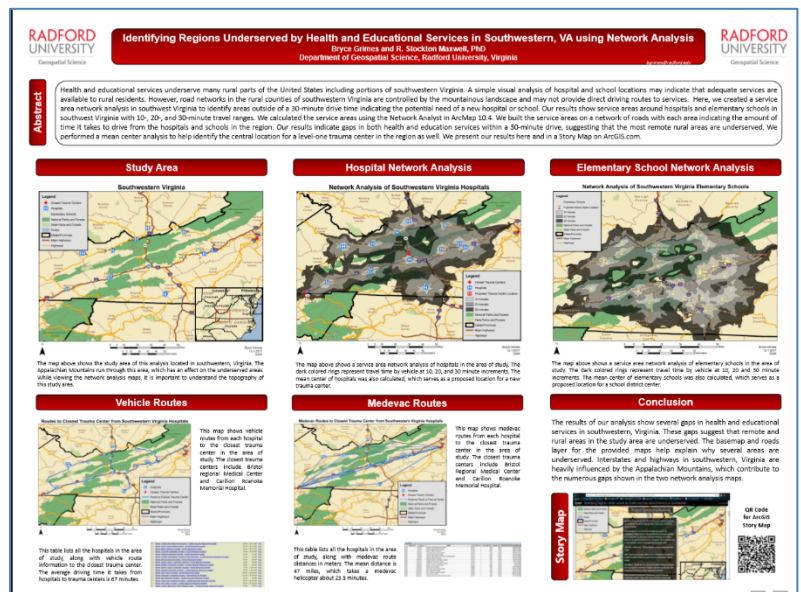 RADFORD
UNIVERSITY
Geospatial Science
Identifying Regions Underserved by Health and Educational Services in Southwestern, VA using Network Analysis
Bryce Grimes and R. Stockton Maxwell, PhD
Department of Geospatial Science, Radford University, Virginia
RADFORD
UNIVERSITY
Geospatial Science
Abstract
Health and educational services underserve many rural parts of the United States including portions of southwestern Virginia. A simple visual analysis of hospital and school locations may indicate that adequate services are
available to rural residents. However, road networks in the rural counties of southwestern Virginia are controlled by the mountainous landscape and may not provide direct driving routes to services. Here, we created a service
area network analysis in southwest Virginia to identify areas outside of a 30-minute drive time indicating the potential need of a new hospital or school. Our results show service areas around hospitals and elementary schools in
southwest Virginia with 10-, 20-, and 30-minute travel ranges. We calculated the service areas using the Network Analyst in ArcMap 10.4. We built the service areas on a network of roads with each area indicating the amount of
time it takes to drive from the hospitals and schools in the region. Our results indicate gaps in both health and education services within a 30-minute drive, suggesting that the most remote rural areas are underserved. We
performed a mean center analysis to help identify the central location for a level-one trauma center in the region as well. We present our results here and in a Story Map on ArcGIS.com.
Study Area
Southwestern Virginia
Legend
The map above shows the study area of this analysis located in southwestern, Virginia. The
Appalachian Mountains run through this area, which has an effect on the underserved areas.
While viewing the network analysis maps, it is important to understand the topography of
this study area.
Hospital Network Analysis
Network Analysis of Southwestern Virginia Hospitals
Legend
The map above shows a service area network analysis of hospitals in the area of study. The
dark colored rings represent travel time by vehicle at 10, 20 and 30 minute increments. The
mean center of hospitals was also calculated, which serves as a proposed location for a new
trauma center.
Elementary School Network Analysis
Network Analysis of Southwestern Virginia Elementary Schools
Legend
The map above shows a service area network analysis of elementary schools in the area of
study. The dark colored rings represent travel time by vehicle at 10, 20 and 30 minute
increments. The mean center of elementary schools was also calculated, which serves as a
proposed location for a school district center.
Vehicle Routes
Routes to Closest Trauma Center from Southwestern Virginia Hospitals
Legend
This map shows vehicle
routes from each hospital
to the closest trauma
center in the area of
study. The closest trauma
centers include Bristol
regional Medical Center
and Carilion Roanoke
Memorial Hospital.
This table lists all the hospitals in the area
of study, along with vehicle route
information to the closest trauma center.
The average driving time it takes from
hospitals to trauma centers is 67 minutes.
Medevac Routes
Medevac Routes to Closest Trauma Center from Southwest Virginia Hospitals
Legend
This map shows medevac
routes from each hospital
to the closest trauma
center in the area of
study. The closest trauma
centers include Bristol
Regional Medical Center
and Carilion Roanoke
Memorial Hospital.
This table lists all the hospitals in the area
of study, along with medevac route
distances in meters. The mean distance is
47 miles, which takes a medevac
helicopter about 23.5 minutes.
Conclusion
The results of our analysis show several gaps in health and educational
services in southwestern, Virginia. These gaps suggest that remote and
rural areas in the study area are underserved. The basemap and roads
layer for the provided maps help explain why several areas are
underserved. Interstates and highways in southwestern, Virginia are
heavily influenced by the Appalachian Mountains, which contribute to
the numerous gaps shown in the two network analysis maps.
Story Map
QR Code
for ArcGIS
Story Map